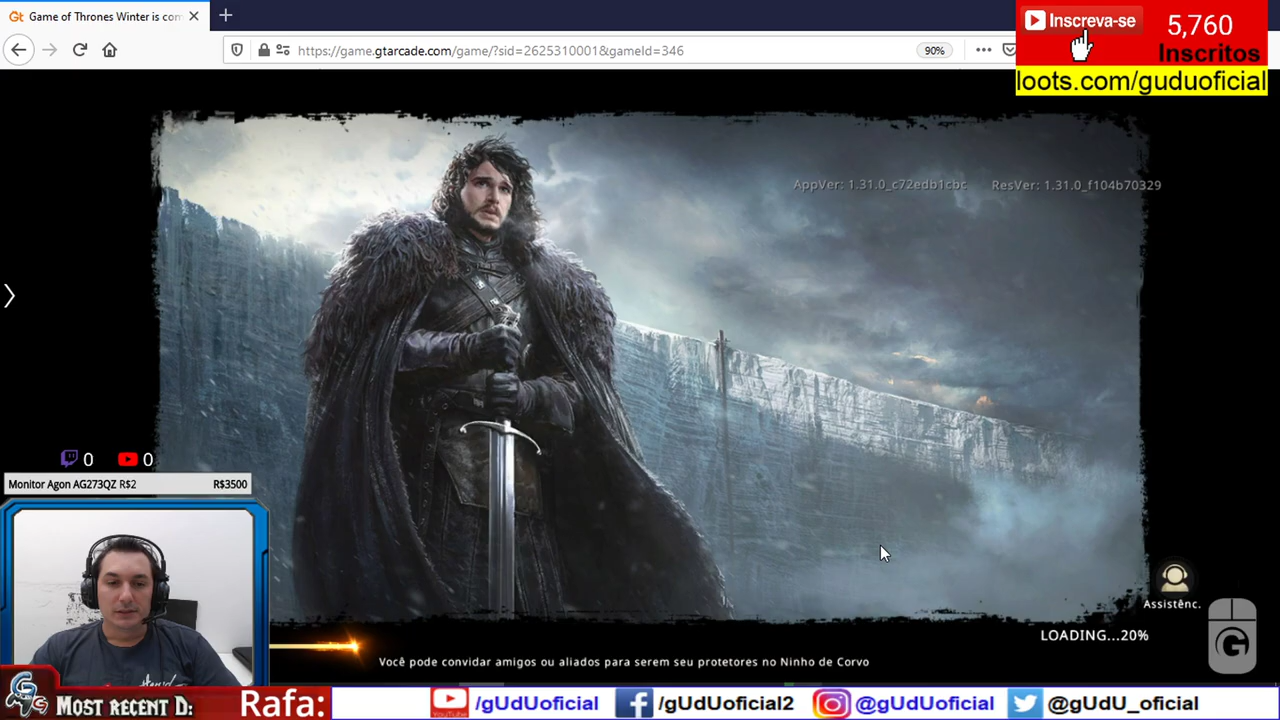 Gt Game of Thrones Winter is com
https://game.gtarcade.com/game/?sid=2625310001&gameId=346
90%
Inscreva-se
5,760
Inscritos
loots.com/guduoficial
AppVer: 1.31.0_c72edb1cbc
ResVer: 1.31.0_f104b70329
0
0
Monitor Agon AG273QZ R$2
R$3500
Assistênc.
LOADING...20%
Você pode convidar amigos ou aliados para serem seu protetores no Ninho de Corvo
G
Most recent D:
Rafa:
YouTube
/gUdUoficial
/gUdUoficial2
@gUdUoficial
@gUdU_oficial